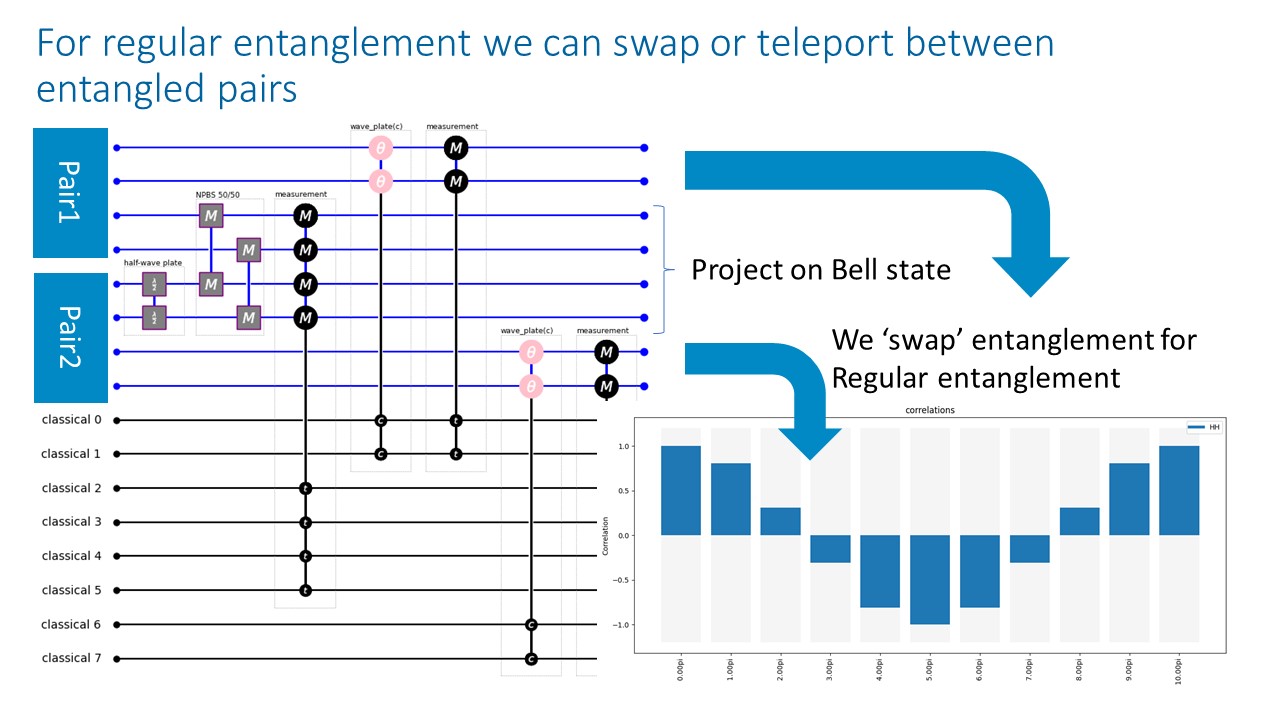 For regular entanglement we can swap or teleport between
entangled pairs
Pair1
Pair2
wave_plate(c)
measurement
θ
M
θ
M
NPBS 50/50
measurement
M
M
M
M
half-wave plate
λ/2
M
M
λ/2
M
M
wave_plate(c)
measurement
θ
M
θ
M
classical 0
c
t
classical 1
c
t
classical 2
t
classical 3
t
classical 4
t
classical 5
t
classical 6
c
classical 7
c
Project on Bell state
We ‘swap’ entanglement for
Regular entanglement
correlations
HH
Correlation
1.0
0.5
0.0
−0.5
−1.0
0.00pi
1.00pi
2.00pi
3.00pi
4.00pi
5.00pi
6.00pi
7.00pi
8.00pi
9.00pi
10.00pi